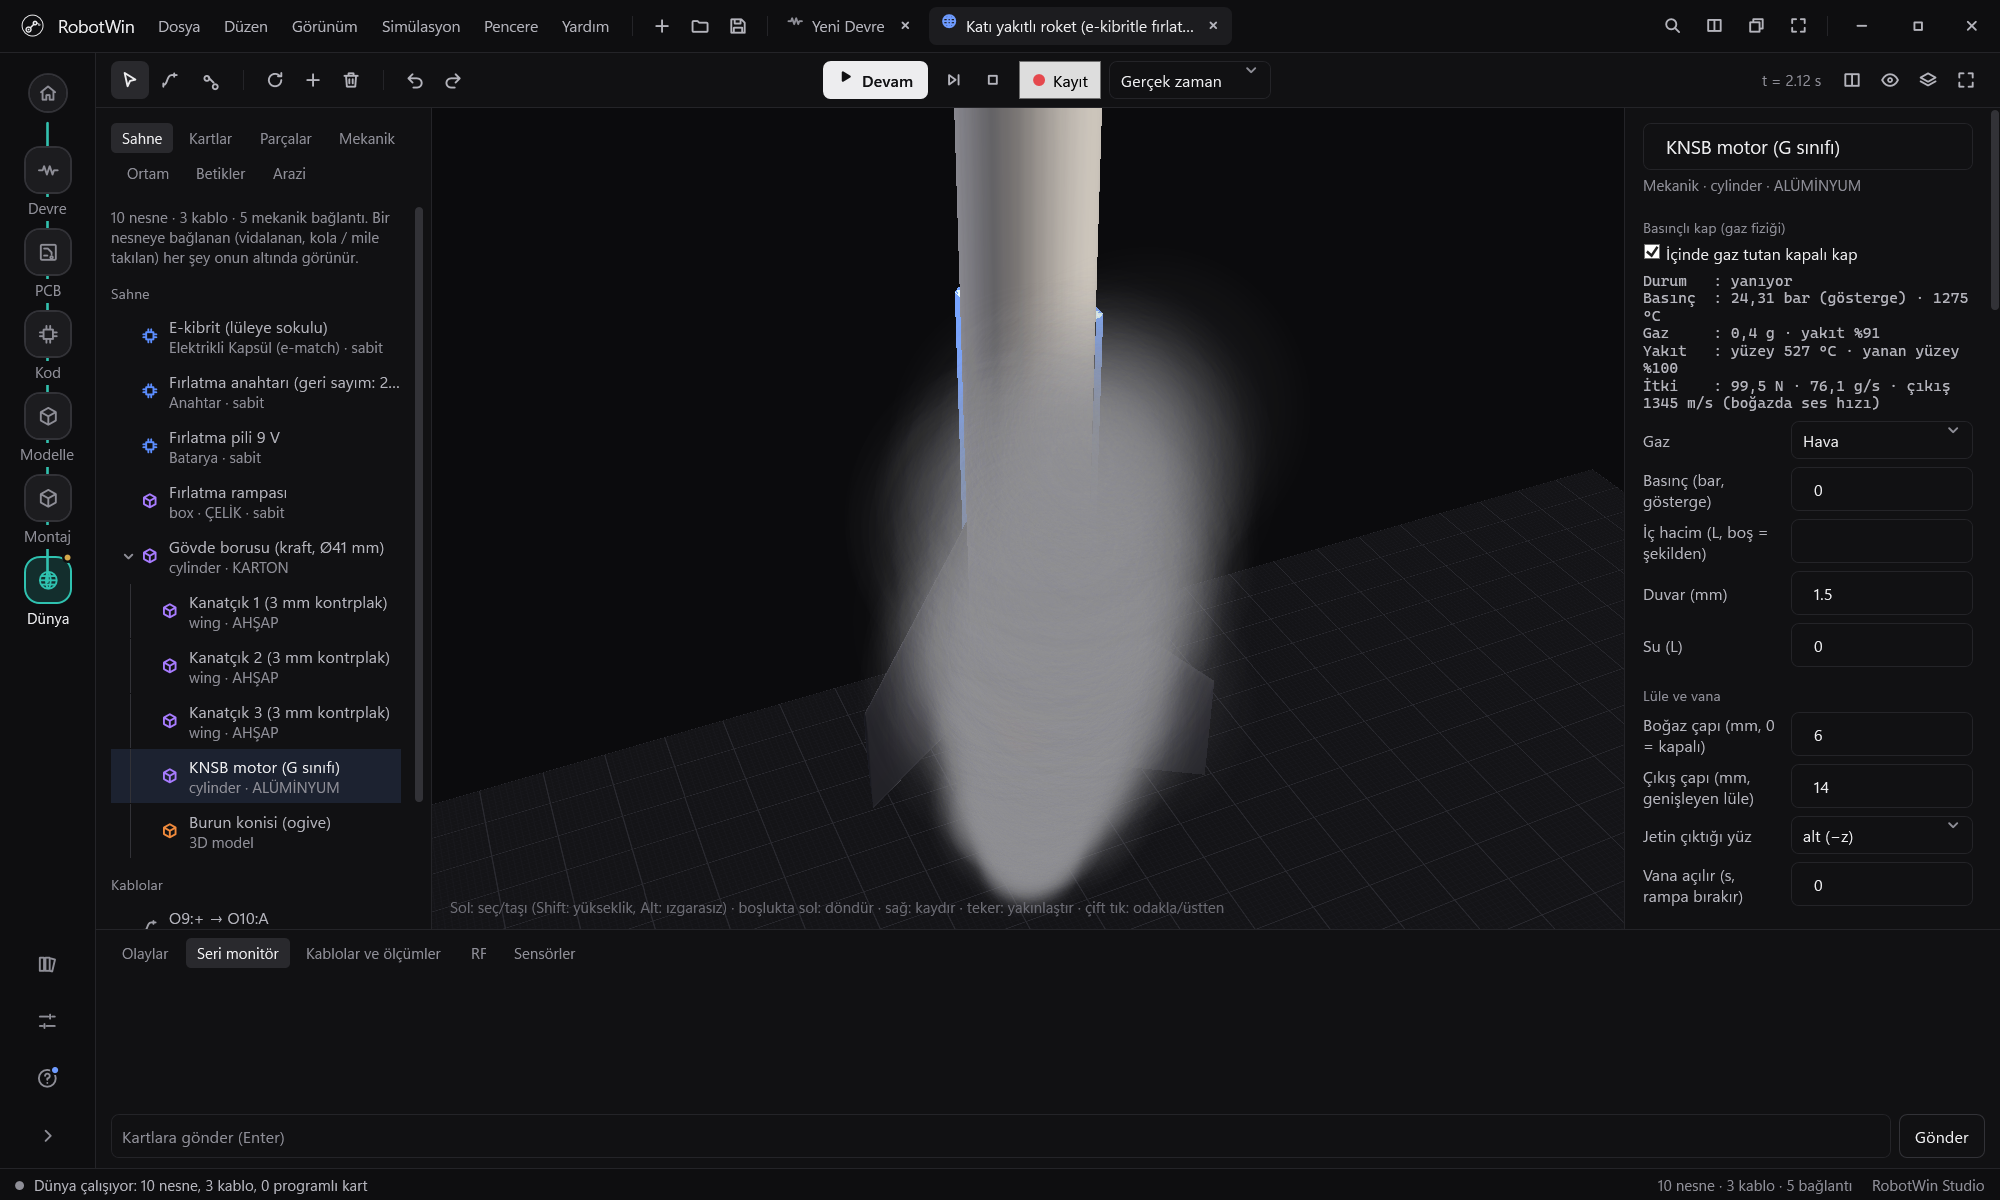 RobotWin Dosya Düzen Görünüm Simülasyon Pencere Yardım Yeni Devre Katı yakıtlı roket (e-kibritle fırlat...
Devam Kayıt Gerçek zaman t = 2.12 s
Devre
PCB
Kod
Modelle
Montaj
Dünya
Sahne Kartlar Parçalar Mekanik
Ortam Betikler Arazi
10 nesne · 3 kablo · 5 mekanik bağlantı. Bir
nesneye bağlanan (vidalanan, kola / mile
takılan) her şey onun altında görünür.
Sahne
E-kibrit (lüleye sokulu)
Elektrikli Kapsül (e-match) · sabit
Fırlatma anahtarı (geri sayım: 2...
Anahtar · sabit
Fırlatma pili 9 V
Batarya · sabit
Fırlatma rampası
box · ÇELİK · sabit
Gövde borusu (kraft, Ø41 mm)
cylinder · KARTON
Kanatçık 1 (3 mm kontrplak)
wing · AHŞAP
Kanatçık 2 (3 mm kontrplak)
wing · AHŞAP
Kanatçık 3 (3 mm kontrplak)
wing · AHŞAP
KNSB motor (G sınıfı)
cylinder · ALÜMİNYUM
Burun konisi (ogive)
3D model
Kablolar
O9:+ → O10:A
Sol: seç/taşı (Shift: yükseklik, Alt: ızgarasız) · boşlukta sol: döndür · sağ: kaydır · teker: yakınlaştır · çift tık: odakla/üstten
KNSB motor (G sınıfı)
Mekanik · cylinder · ALÜMİNYUM
Basınçlı kap (gaz fiziği)
İçinde gaz tutan kapalı kap
Durum : yanıyor
Basınç : 24,31 bar (gösterge) · 1275
°C
Gaz : 0,4 g · yakıt %91
Yakıt : yüzey 527 °C · yanan yüzey
%100
İtki : 99,5 N · 76,1 g/s · çıkış
1345 m/s (boğazda ses hızı)
Gaz Hava
Basınç (bar,
gösterge) 0
İç hacim (L, boş =
şekilden)
Duvar (mm) 1.5
Su (L) 0
Lüle ve vana
Boğaz çapı (mm, 0
= kapalı) 6
Çıkış çapı (mm,
genişleyen lüle) 14
Jetin çıktığı yüz alt (−z)
Vana açılır (s,
rampa bırakır) 0
Olaylar Seri monitör Kablolar ve ölçümler RF Sensörler
Kartlara gönder (Enter) Gönder
Dünya çalışıyor: 10 nesne, 3 kablo, 0 programlı kart 10 nesne · 3 kablo · 5 bağlantı RobotWin Studio